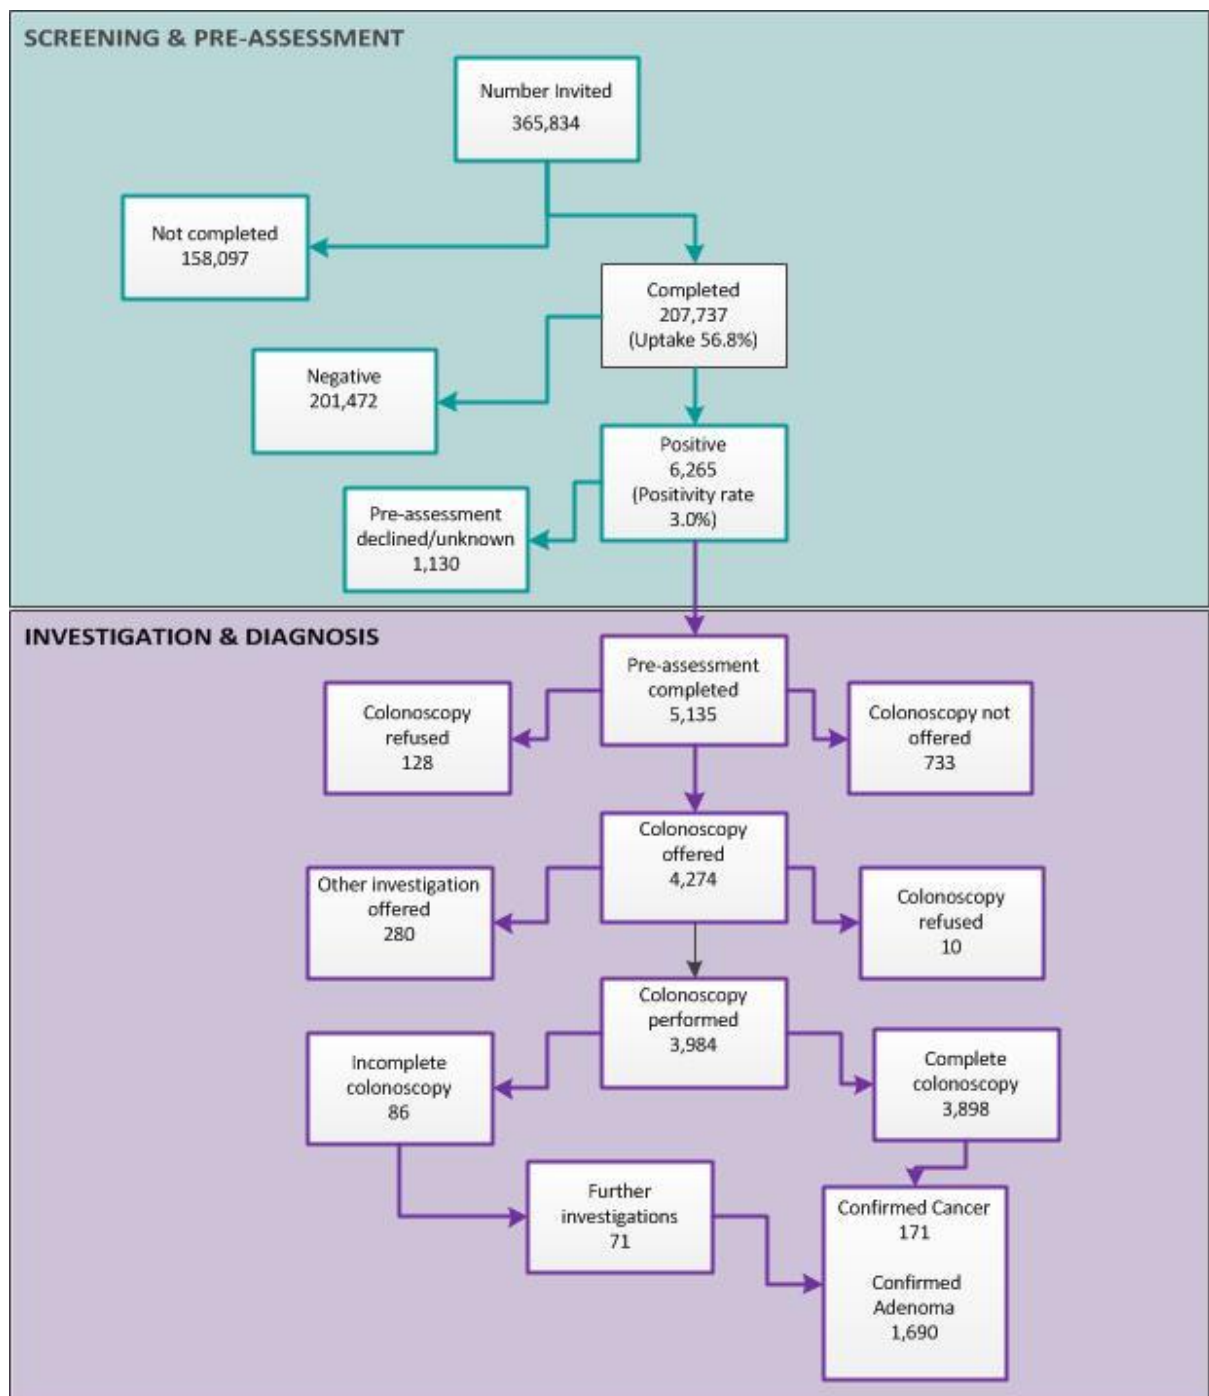 SCREENING & PRE-ASSESSMENT
Number Invited
365,834
Not completed
158,097
Completed
207,737
(Uptake 56.8%)
Negative
201,472
Positive
6,265
(Positivity rate
3.0%)
Pre-assessment
declined/unknown
1,130
INVESTIGATION & DIAGNOSIS
Pre-assessment
completed
5,135
Colonoscopy
refused
128
Colonoscopy not
offered
733
Colonoscopy
offered
4,274
Other investigation
offered
280
Colonoscopy
refused
10
Colonoscopy
performed
3,984
Incomplete
colonoscopy
86
Complete
colonoscopy
3,898
Further
investigations
71
Confirmed Cancer
171
Confirmed
Adenoma
1,690